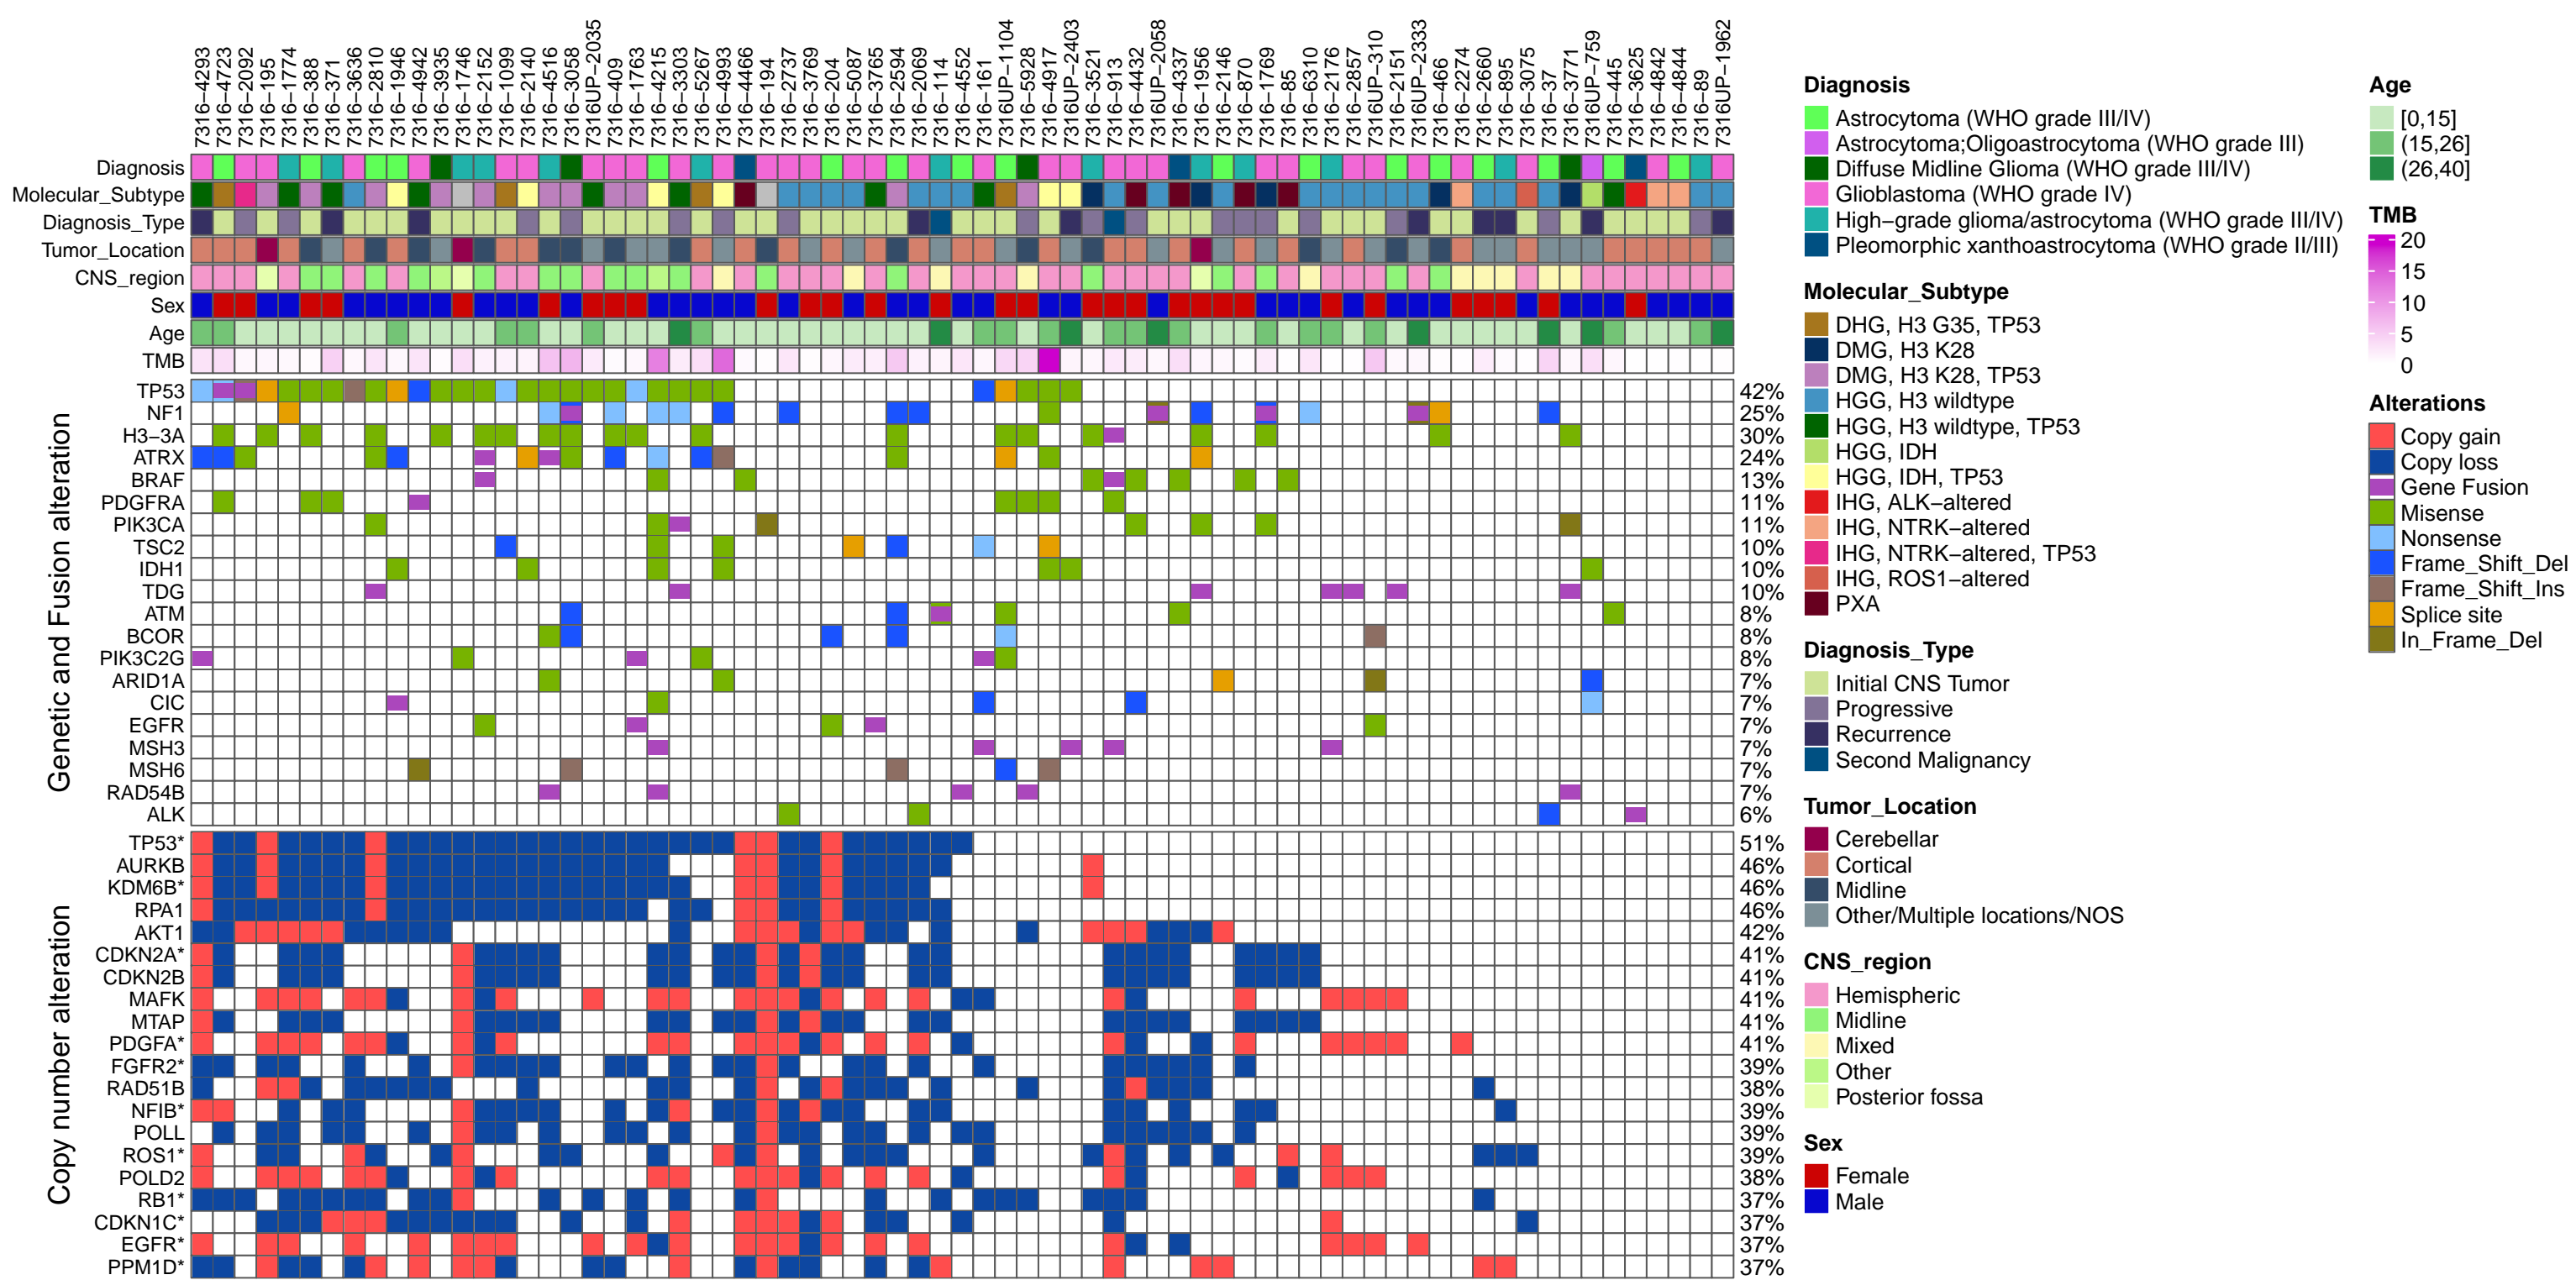 7316−4293
7316−4723
7316−2092
7316−195
7316−1774
7316−388
7316−371
7316−3636
7316−2810
7316−1946
7316−4942
7316−3935
7316−1746
7316−2152
7316−1099
7316−2140
7316−4516
7316−3058
7316UP−2035
7316−409
7316−1763
7316−4215
7316−3303
7316−5267
7316−4993
7316−4466
7316−194
7316−2737
7316−3769
7316−204
7316−5087
7316−3765
7316−2594
7316−2069
7316−114
7316−4552
7316−161
7316UP−1104
7316−5928
7316−4917
7316UP−2403
7316−3521
7316−913
7316−4432
7316UP−2058
7316−4337
7316−1956
7316−2146
7316−870
7316−1769
7316−85
7316−6310
7316−2176
7316−2857
7316UP−310
7316−2151
7316UP−2333
7316−466
7316−2274
7316−2660
7316−895
7316−3075
7316−37
7316−3771
7316UP−759
7316−445
7316−3625
7316−4842
7316−4844
7316−89
7316UP−1962
Diagnosis
Molecular_Subtype
Diagnosis_Type
Tumor_Location
CNS_region
Sex
Age
TMB
Genetic and Fusion alteration
TP53 42%
NF1 25%
H3−3A 30%
ATRX 24%
BRAF 13%
PDGFRA 11%
PIK3CA 11%
TSC2 10%
IDH1 10%
TDG 10%
ATM 8%
BCOR 8%
PIK3C2G 8%
ARID1A 7%
CIC 7%
EGFR 7%
MSH3 7%
MSH6 7%
RAD54B 7%
ALK 6%
Copy number alteration
TP53* 51%
AURKB 46%
KDM6B* 46%
RPA1 46%
AKT1 42%
CDKN2A* 41%
CDKN2B 41%
MAFK 41%
MTAP 41%
PDGFA* 41%
FGFR2* 39%
RAD51B 38%
NFIB* 39%
POLL 39%
ROS1* 39%
POLD2 38%
RB1* 37%
CDKN1C* 37%
EGFR* 37%
PPM1D* 37%
Diagnosis
Astrocytoma (WHO grade III/IV)
Astrocytoma;Oligoastrocytoma (WHO grade III)
Diffuse Midline Glioma (WHO grade III/IV)
Glioblastoma (WHO grade IV)
High−grade glioma/astrocytoma (WHO grade III/IV)
Pleomorphic xanthoastrocytoma (WHO grade II/III)
Molecular_Subtype
DHG, H3 G35, TP53
DMG, H3 K28
DMG, H3 K28, TP53
HGG, H3 wildtype
HGG, H3 wildtype, TP53
HGG, IDH
HGG, IDH, TP53
IHG, ALK−altered
IHG, NTRK−altered
IHG, NTRK−altered, TP53
IHG, ROS1−altered
PXA
Diagnosis_Type
Initial CNS Tumor
Progressive
Recurrence
Second Malignancy
Tumor_Location
Cerebellar
Cortical
Midline
Other/Multiple locations/NOS
CNS_region
Hemispheric
Midline
Mixed
Other
Posterior fossa
Sex
Female
Male
Age
[0,15]
(15,26]
(26,40]
TMB
20
15
10
5
0
Alterations
Copy gain
Copy loss
Gene Fusion
Misense
Nonsense
Frame_Shift_Del
Frame_Shift_Ins
Splice site
In_Frame_Del